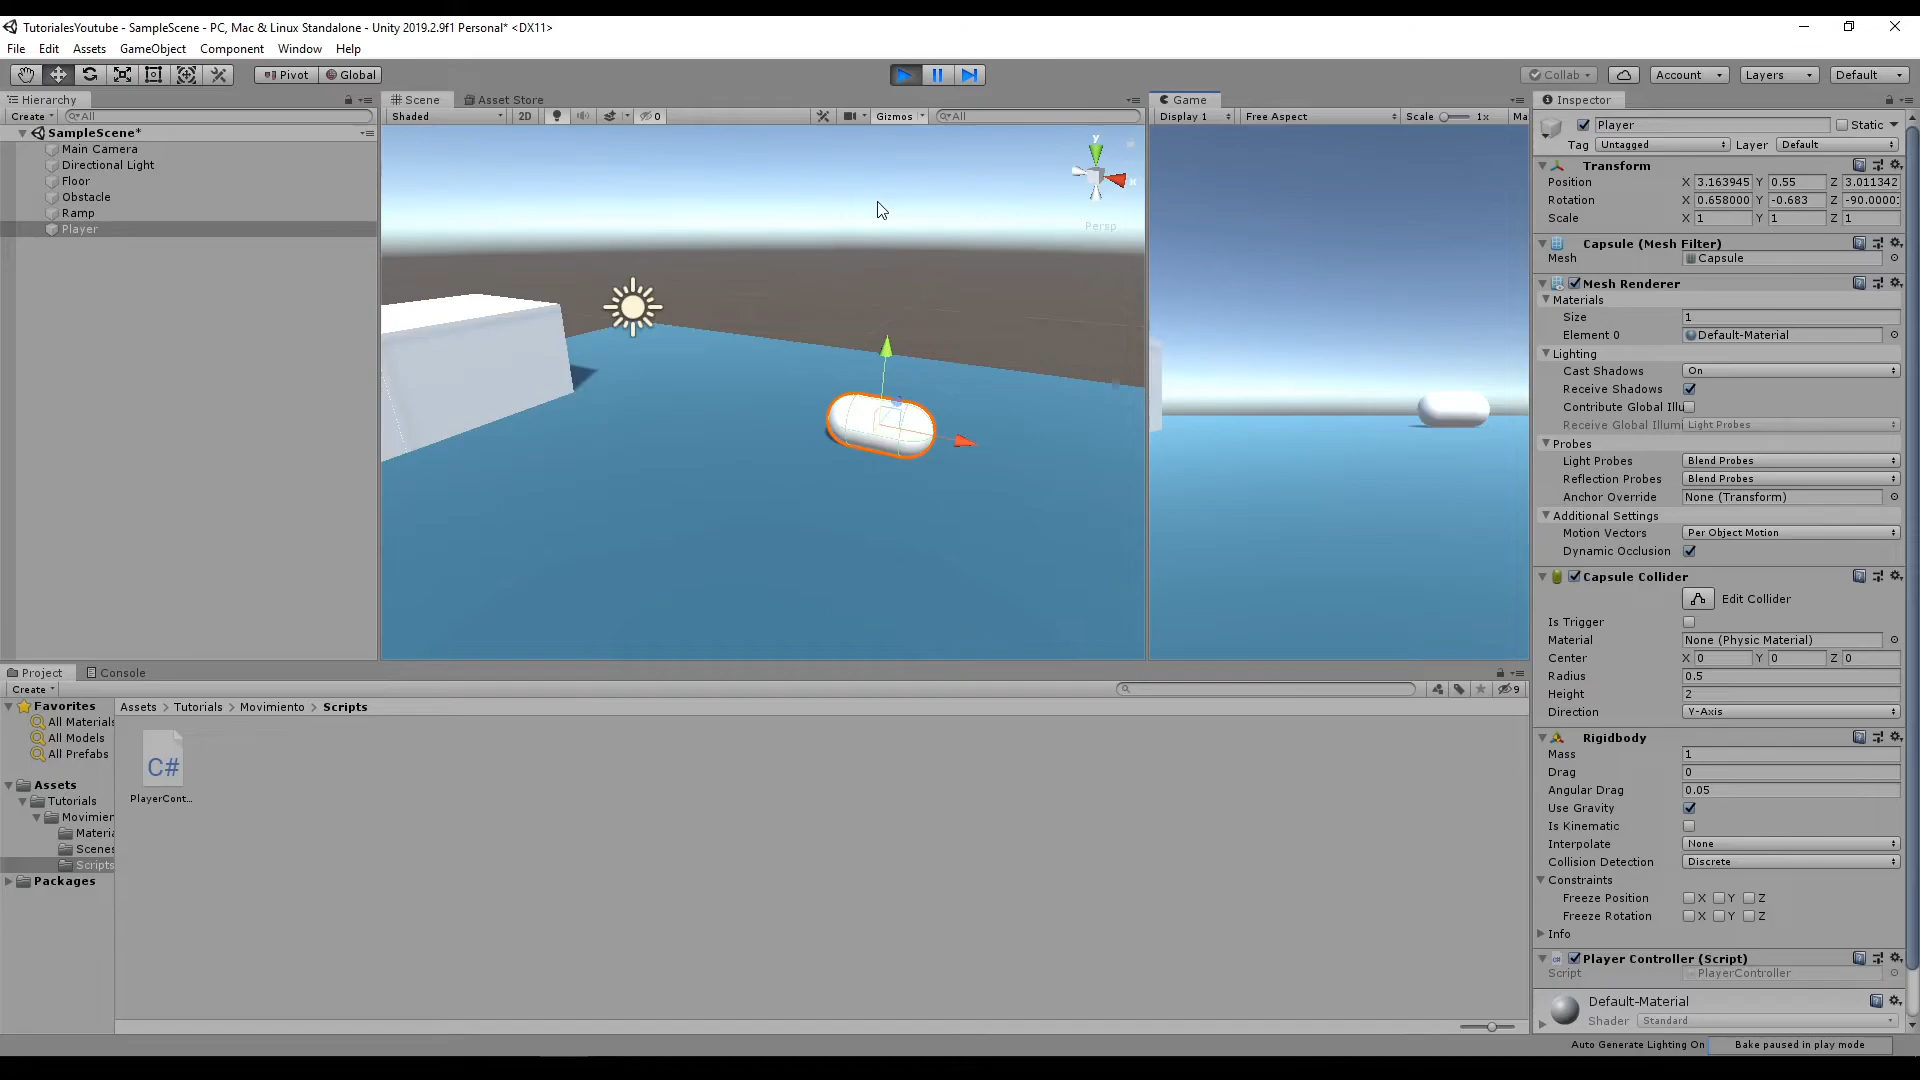 TutorialesYoutube - SampleScene - PC, Mac & Linux Standalone - Unity 2019.2.9f1 Personal* <DX11>
File Edit Assets GameObject Component Window Help
Pivot Global Collab Account Layers Default
Hierarchy
Create All
SampleScene*
Main Camera
Directional Light
Floor
Obstacle
Ramp
Player
Scene Asset Store
Shaded 2D 0 Gizmos All
y
x
Persp
Game
Display 1 Free Aspect Scale 1x Ma
Inspector
Player Static
Tag Untagged Layer Default
Transform
Position X 3.163945 Y 0.55 Z 3.011342
Rotation X 0.658000 Y -0.683 Z -90.0000
Scale X 1 Y 1 Z 1
Capsule (Mesh Filter)
Mesh Capsule
Mesh Renderer
Materials
Size 1
Element 0 Default-Material
Lighting
Cast Shadows On
Receive Shadows
Contribute Global Illu
Receive Global Illumi Light Probes
Probes
Light Probes Blend Probes
Reflection Probes Blend Probes
Anchor Override None (Transform)
Additional Settings
Motion Vectors Per Object Motion
Dynamic Occlusion
Capsule Collider
Edit Collider
Is Trigger
Material None (Physic Material)
Center X 0 Y 0 Z 0
Radius 0.5
Height 2
Direction Y-Axis
Rigidbody
Mass 1
Drag 0
Angular Drag 0.05
Use Gravity
Is Kinematic
Interpolate None
Collision Detection Discrete
Constraints
Freeze Position X Y Z
Freeze Rotation X Y Z
Info
Player Controller (Script)
Script PlayerController
Default-Material
Shader Standard
Project Console
Create 9
Favorites
All Materials
All Models
All Prefabs
Assets
Tutorials
Movimien
Materia
Scenes
Scripts
Packages
Assets > Tutorials > Movimiento > Scripts
C#
PlayerCont...
Auto Generate Lighting On Bake paused in play mode